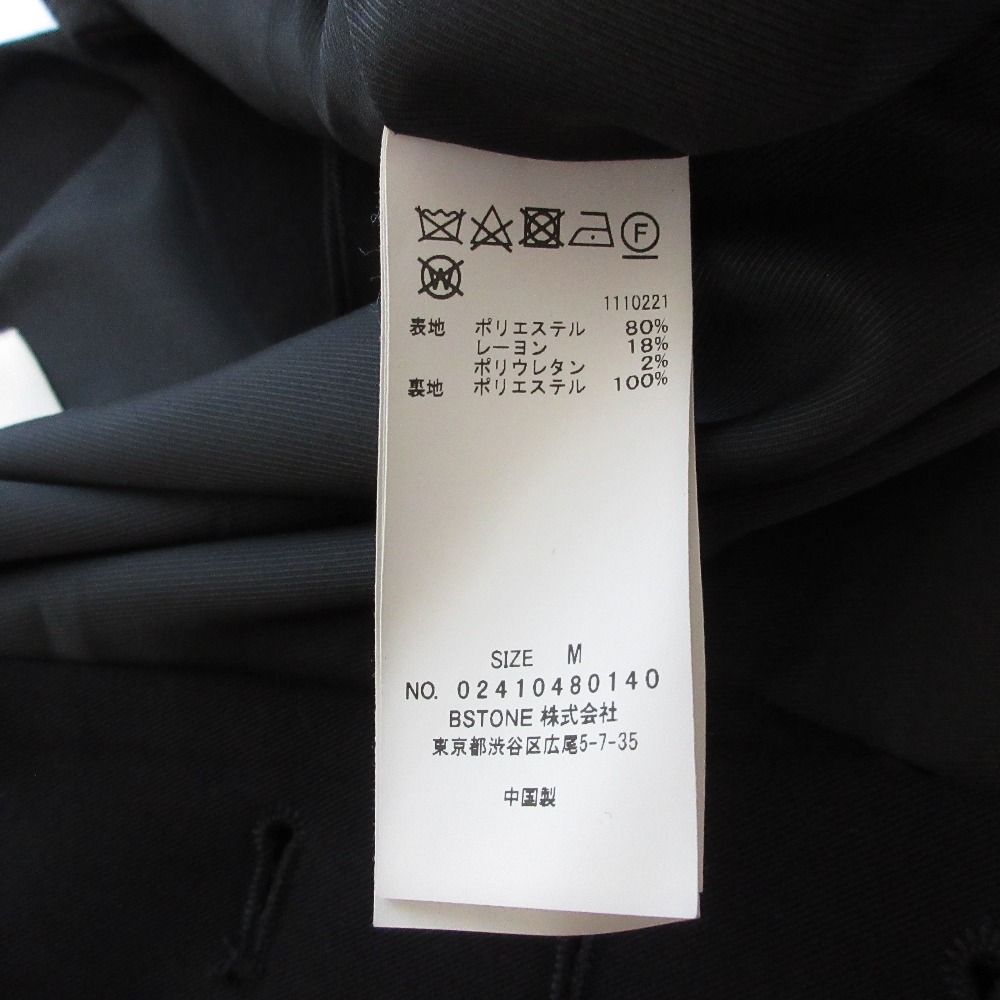 F
W
1110221
表地 ポリエステル 80%
レーヨン 18%
ポリウレタン 2%
裏地 ポリエステル 100%
SIZE M
NO. 02410480140
BSTONE 株式会社
東京都渋谷区広尾5-7-35
中国製